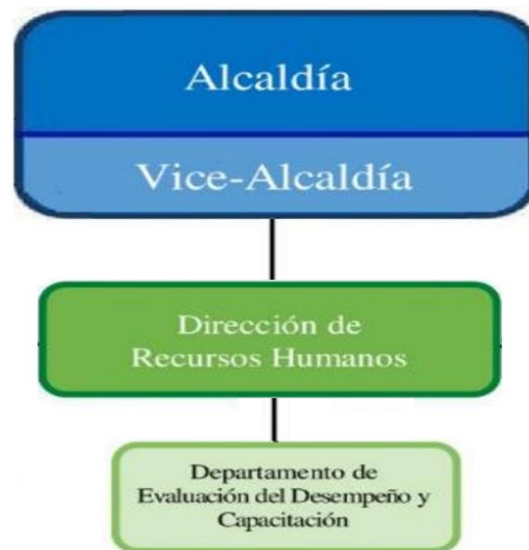 Alcaldía
Vice-Alcaldía
Dirección de
Recursos Humanos
Departamento de
Evaluación del Desempeño y
Capacitación